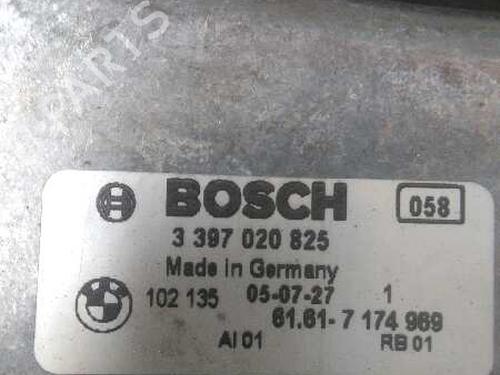 BOSCH 058
3 397 020 825
Made in Germany
102 135 05-07-27 1
61.61-7 174 969
AI 01 RB 01